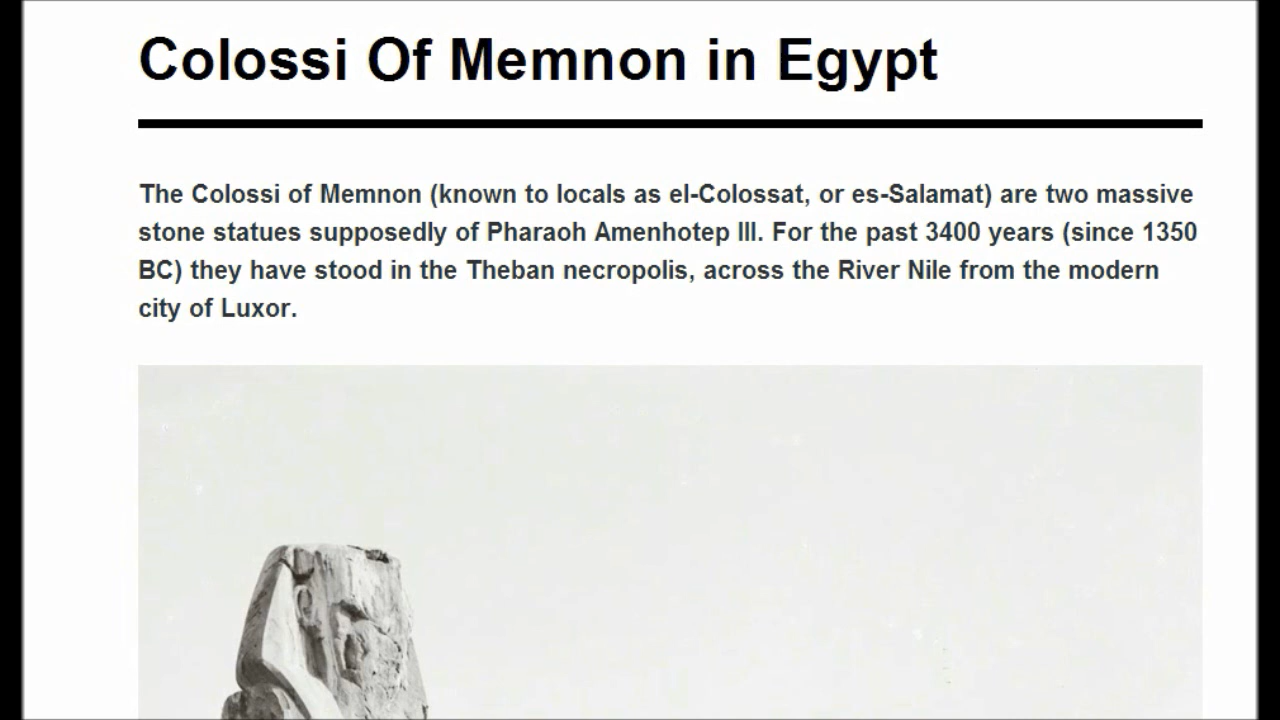 Colossi Of Memnon in Egypt
The Colossi of Memnon (known to locals as el-Colossat, or es-Salamat) are two massive
stone statues supposedly of Pharaoh Amenhotep III. For the past 3400 years (since 1350
BC) they have stood in the Theban necropolis, across the River Nile from the modern
city of Luxor.